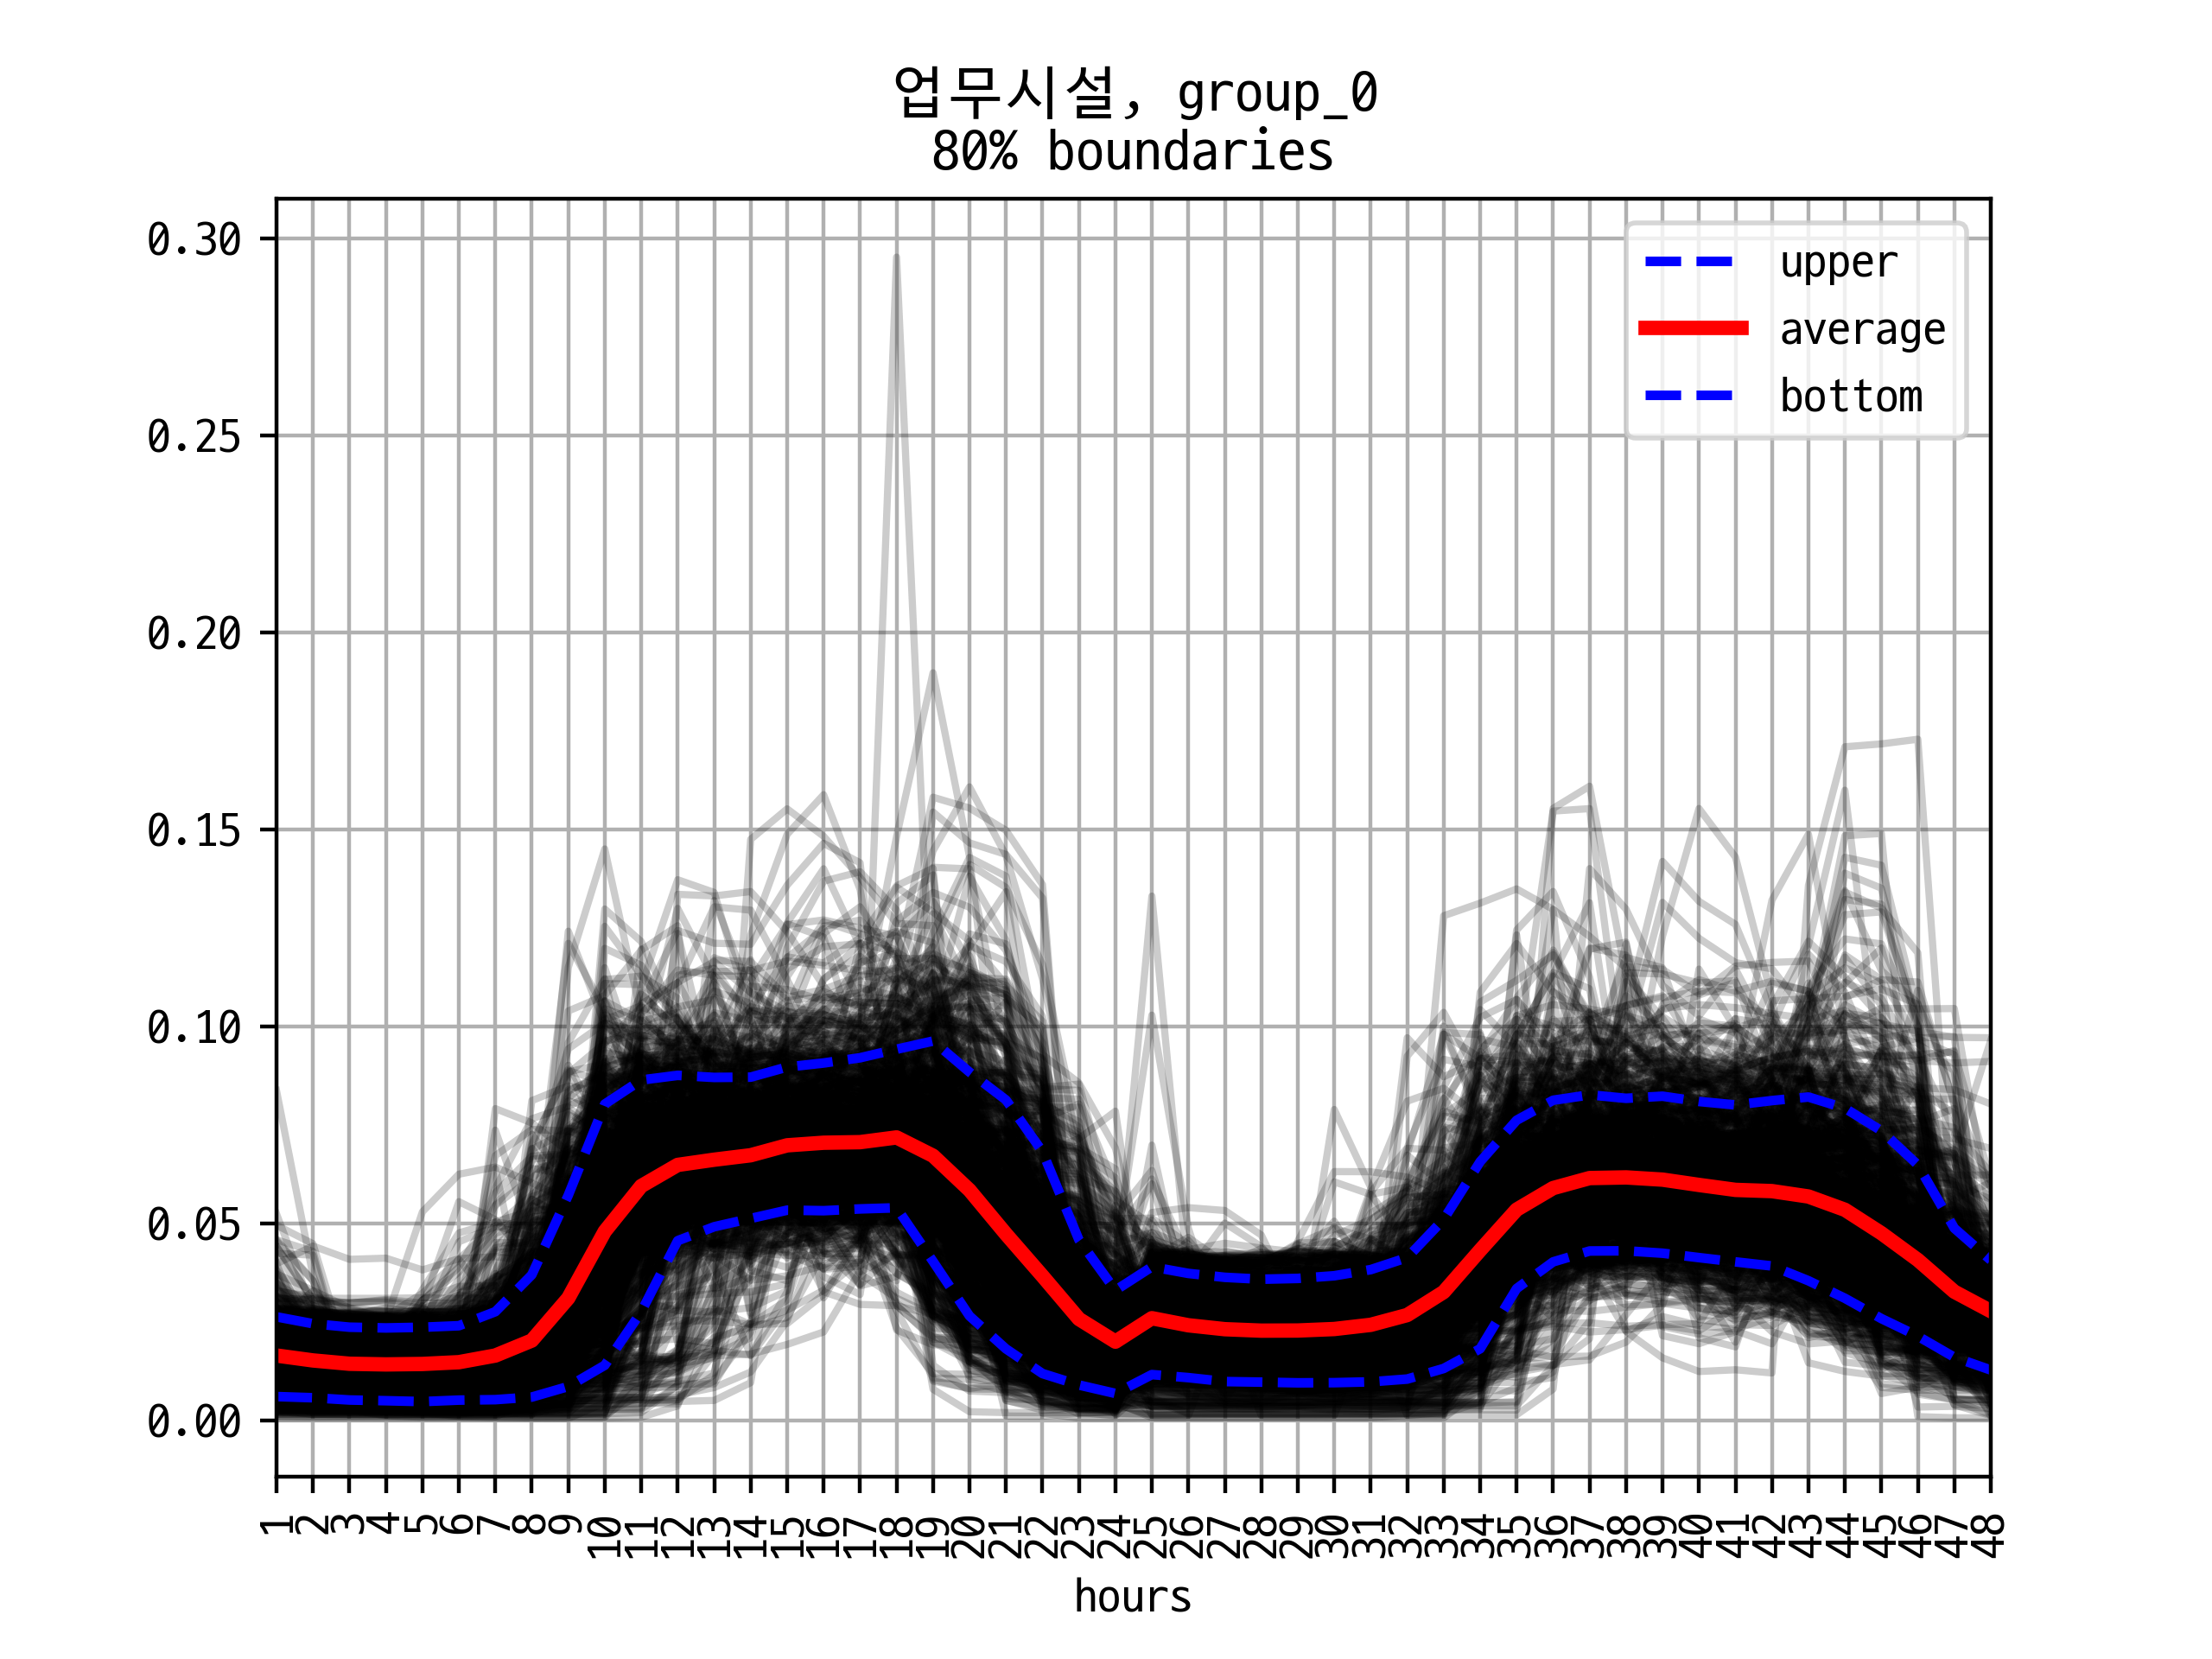 업무시설, group_0
80% boundaries
0.30
0.25
0.20
0.15
0.10
0.05
0.00
upper
average
bottom
1 2 3 4 5 6 7 8 9 10 11 12 13 14 15 16 17 18 19 20 21 22 23 24 25 26 27 28 29 30 31 32 33 34 35 36 37 38 39 40 41 42 43 44 45 46 47 48
hours